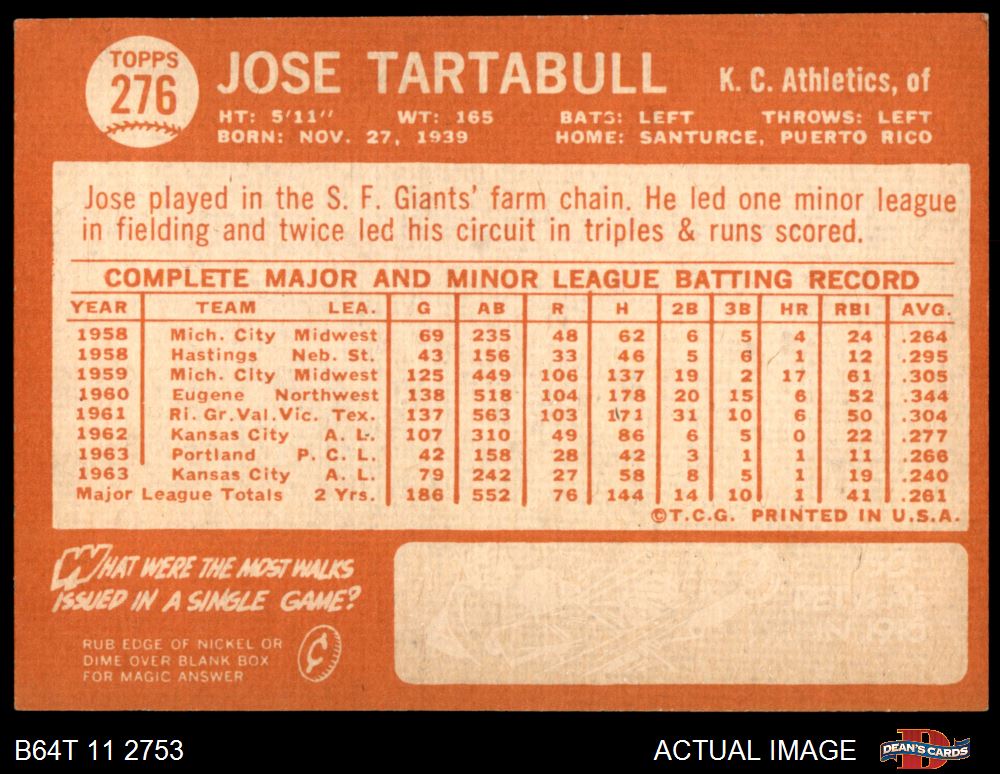 TOPPS
276
JOSE TARTABULL
K. C. Athletics, of
HT: 5'11" WT: 165 BATS: LEFT THROWS: LEFT
BORN: NOV. 27, 1939 HOME: SANTURCE, PUERTO RICO
Jose played in the S. F. Giants' farm chain. He led one minor league
in fielding and twice led his circuit in triples & runs scored.
COMPLETE MAJOR AND MINOR LEAGUE BATTING RECORD
YEAR TEAM LEA. G AB R H 2B 3B HR RBI AVG.
1958 Mich. City Midwest 69 235 48 62 6 5 4 24 .264
1958 Hastings Neb. St. 43 156 33 46 5 6 1 12 .295
1959 Mich. City Midwest 125 449 106 137 19 2 17 61 .305
1960 Eugene Northwest 138 518 104 178 20 15 6 52 .344
1961 Ri. Gr.Val.Vic. Tex. 137 563 103 171 31 10 6 50 .304
1962 Kansas City A. L. 107 310 49 86 6 5 0 22 .277
1963 Portland P. C. L. 42 158 28 42 3 1 1 11 .266
1963 Kansas City A. L. 79 242 27 58 8 5 1 19 .240
Major League Totals 2 Yrs. 186 552 76 144 14 10 1 41 .261
©T.C.G. PRINTED IN U.S.A.
WHAT WERE THE MOST WALKS
ISSUED IN A SINGLE GAME?
RUB EDGE OF NICKEL OR
DIME OVER BLANK BOX
FOR MAGIC ANSWER
B64T 11 2753
ACTUAL IMAGE
DEAN'S CARDS